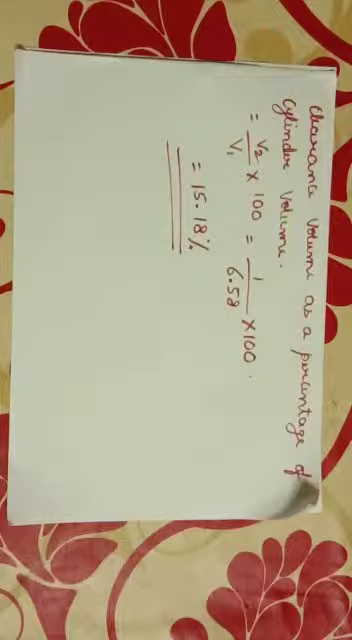 Clearance Volume as a percentage of
Cylinder Volume.
= V2/V1 × 100 = 1/6.58 × 100.
= 15.18%